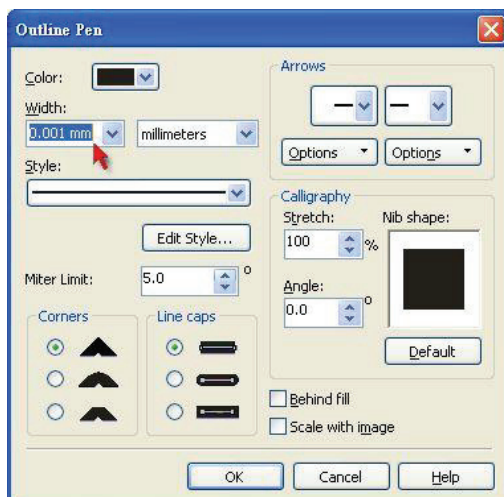 Outline Pen
Color:
Width:
0.001 mm
millimeters
Style:
Edit Style...
Miter Limit:
5.0
°
Corners
Line caps
Arrows
Options
Options
Calligraphy
Stretch:
100
%
Nib shape:
Angle:
0.0
°
Default
Behind fill
Scale with image
OK
Cancel
Help